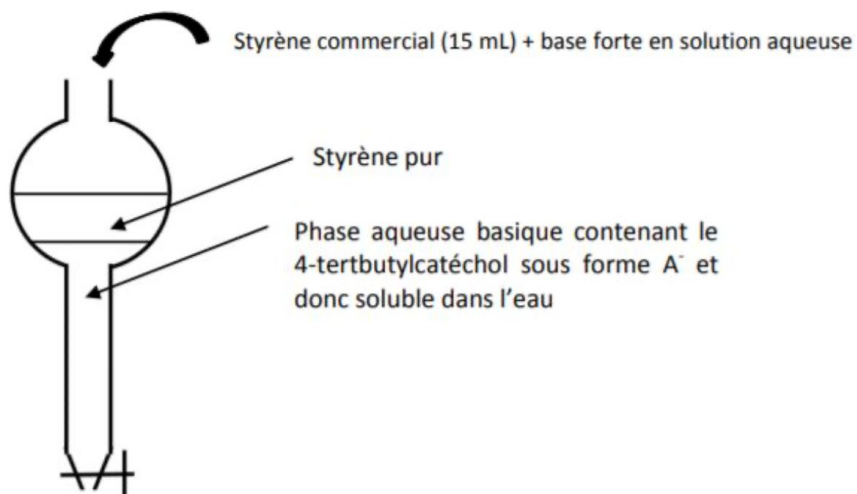 Styrène commercial (15 mL) + base forte en solution aqueuse
Styrène pur
Phase aqueuse basique contenant le
4-tertbutylcatéchol sous forme A⁻ et
donc soluble dans l'eau